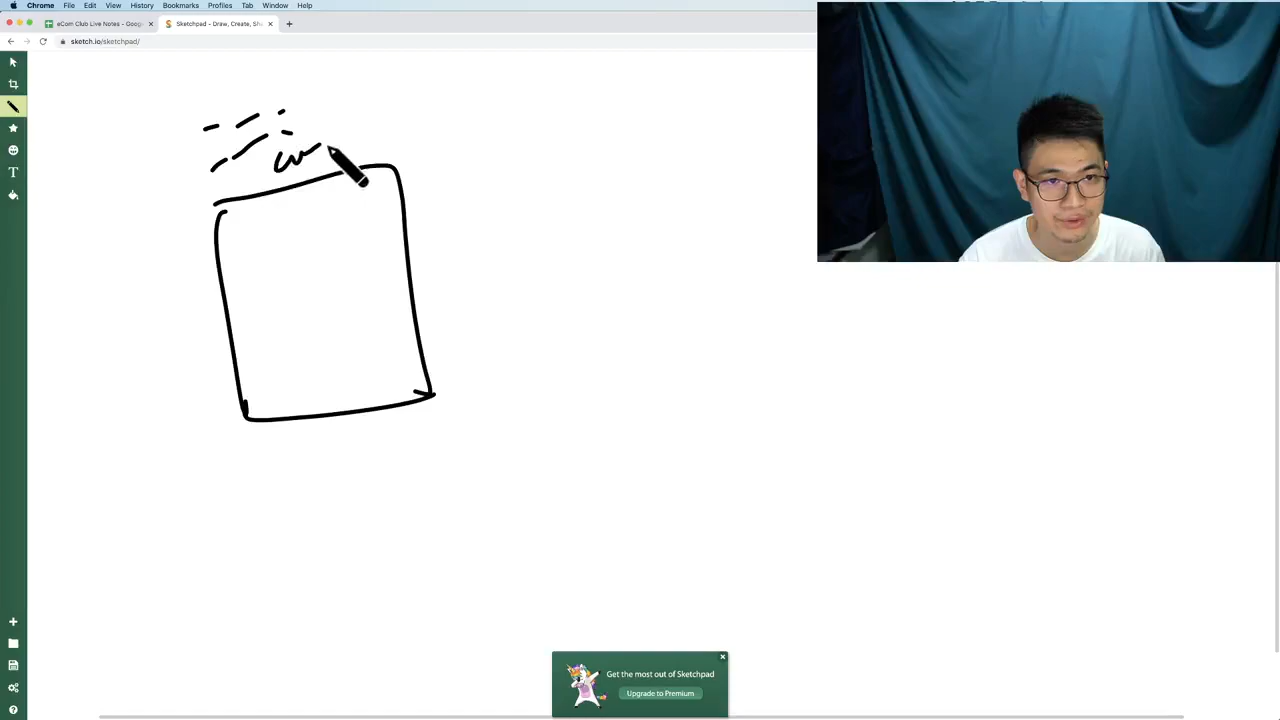 Chrome File Edit View History Bookmarks Profiles Tab Window Help
eCom Club Live Notes - Goog
Sketchpad - Draw, Create, Sha
sketch.io/sketchpad/
T
Get the most out of Sketchpad
Upgrade to Premium